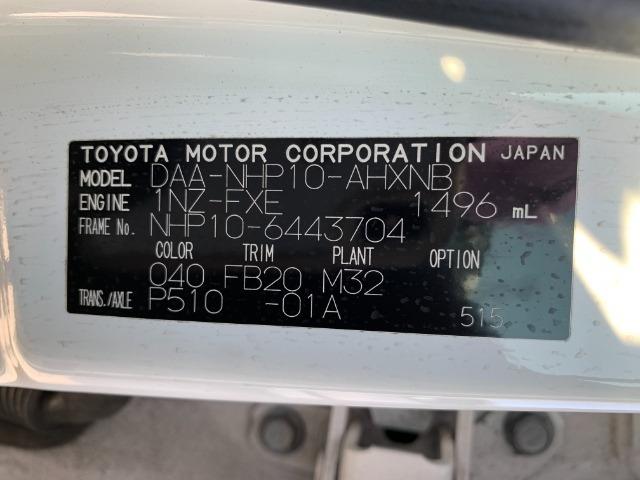 TOYOTA MOTOR CORPORATION JAPAN
MODEL DAA-NHP10-AHXNB
ENGINE 1NZ-FXE 1496 mL
FRAME No. NHP10-6443704
COLOR TRIM PLANT OPTION
040 FB20 M32
TRANS./AXLE P510 -01A 515